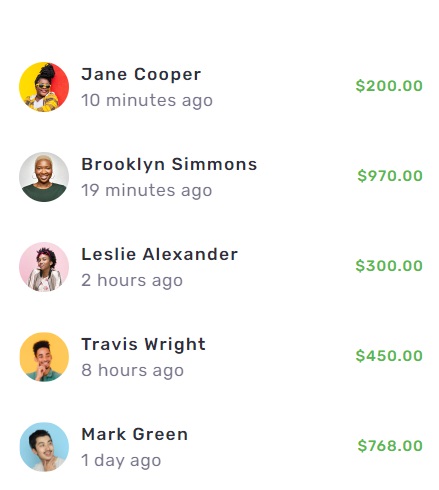 Jane Cooper
10 minutes ago
$200.00
Brooklyn Simmons
19 minutes ago
$970.00
Leslie Alexander
2 hours ago
$300.00
Travis Wright
8 hours ago
$450.00
Mark Green
1 day ago
$768.00